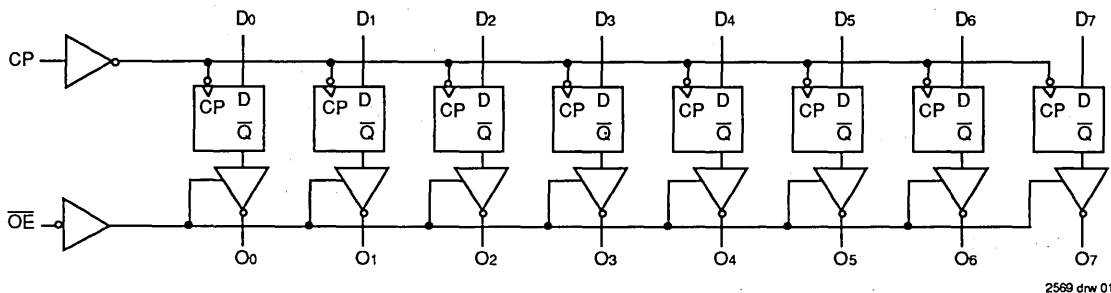 D0 D1 D2 D3 D4 D5 D6 D7
CP
CP D CP D CP D CP D CP D CP D CP D CP D
Q̅ Q̅ Q̅ Q̅ Q̅ Q̅ Q̅ Q̅
O̅E̅
O0 O1 O2 O3 O4 O5 O6 O7
2569 drw 01